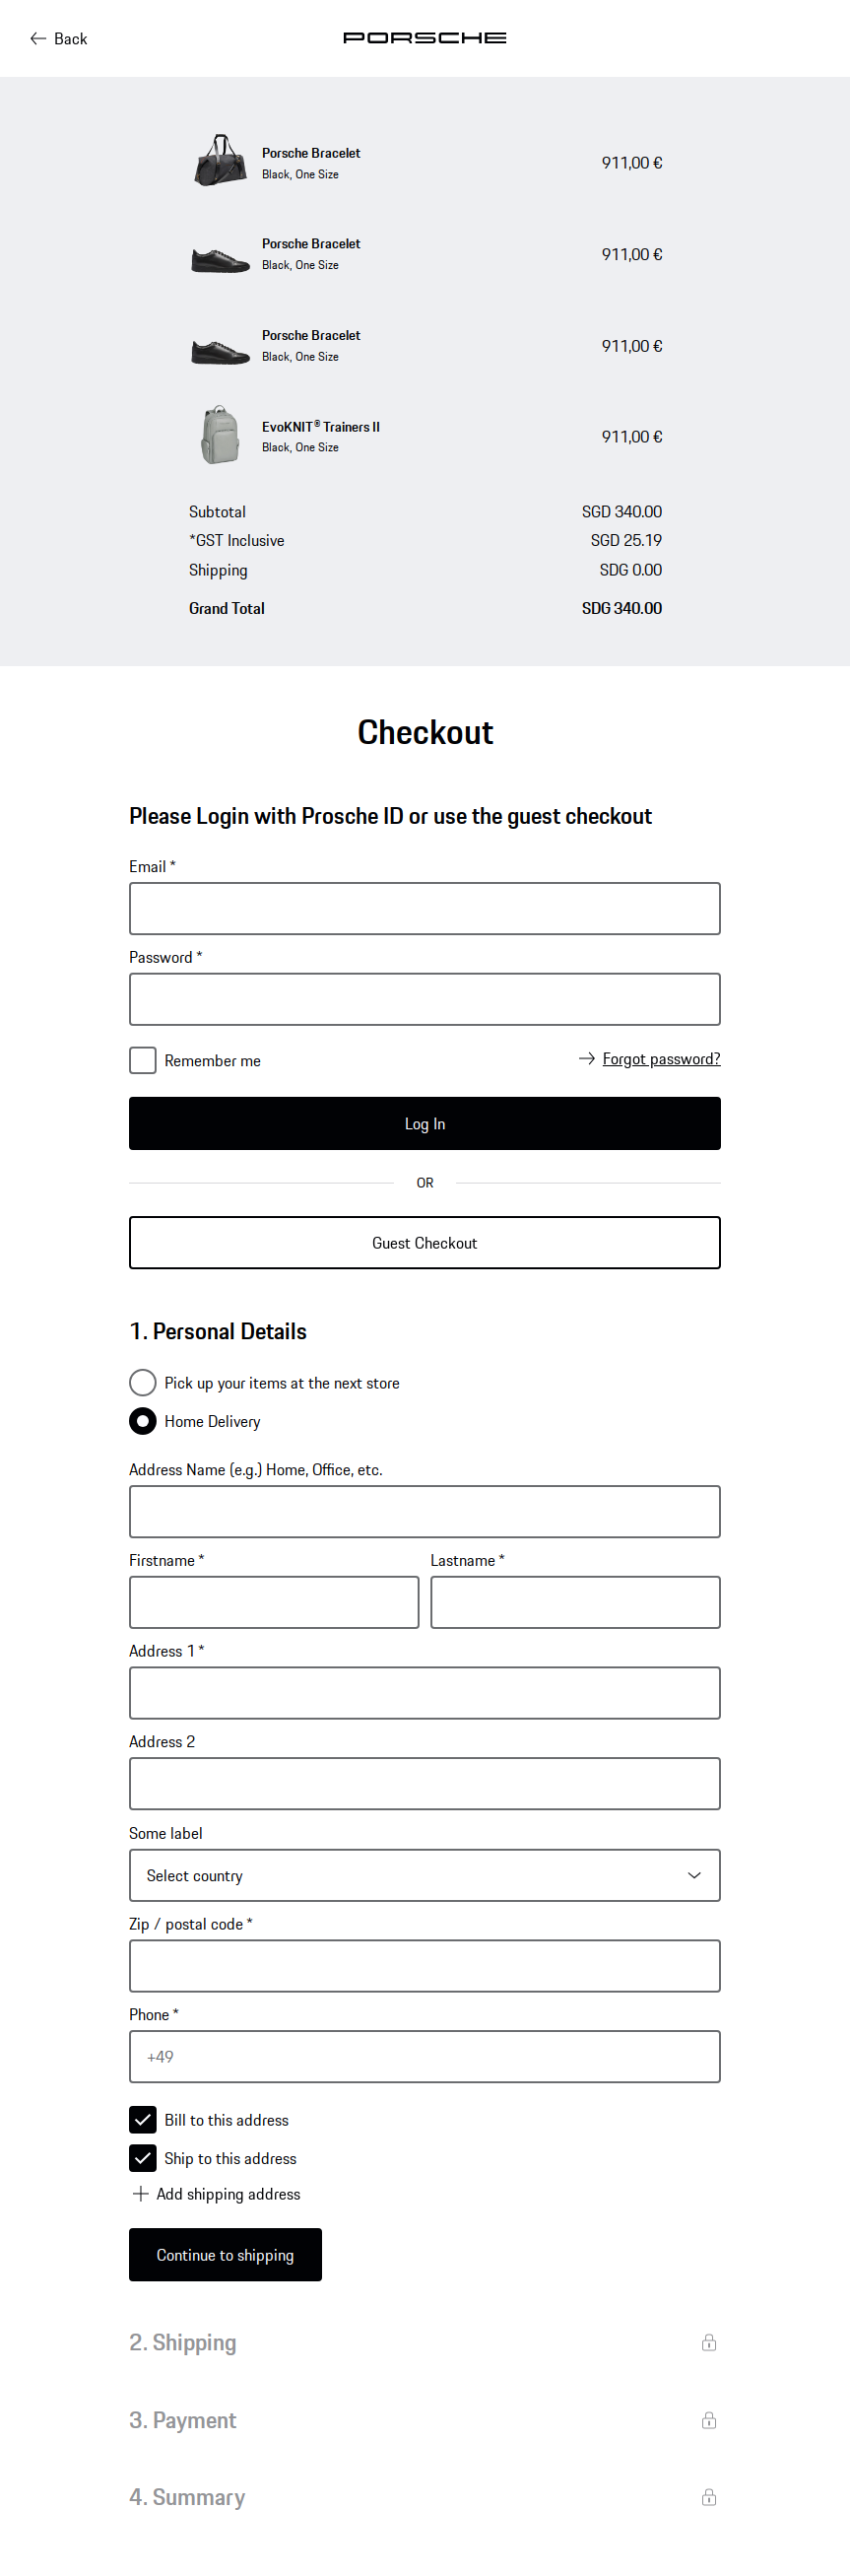 Back
PORSCHE
Porsche Bracelet
911,00 €
Black, One Size
Porsche Bracelet
911,00 €
Black, One Size
Porsche Bracelet
911,00 €
Black, One Size
EvoKNIT® Trainers II
911,00 €
Black, One Size
Subtotal SGD 340.00
*GST Inclusive SGD 25.19
Shipping SDG 0.00
Grand Total SDG 340.00
Checkout
Please Login with Prosche ID or use the guest checkout
Email *
Password *
Remember me
Forgot password?
Log In
OR
Guest Checkout
1. Personal Details
Pick up your items at the next store
Home Delivery
Address Name (e.g.) Home, Office, etc.
Firstname * Lastname *
Address 1 *
Address 2
Some label
Select country
Zip / postal code *
Phone *
+49
Bill to this address
Ship to this address
Add shipping address
Continue to shipping
2. Shipping
3. Payment
4. Summary